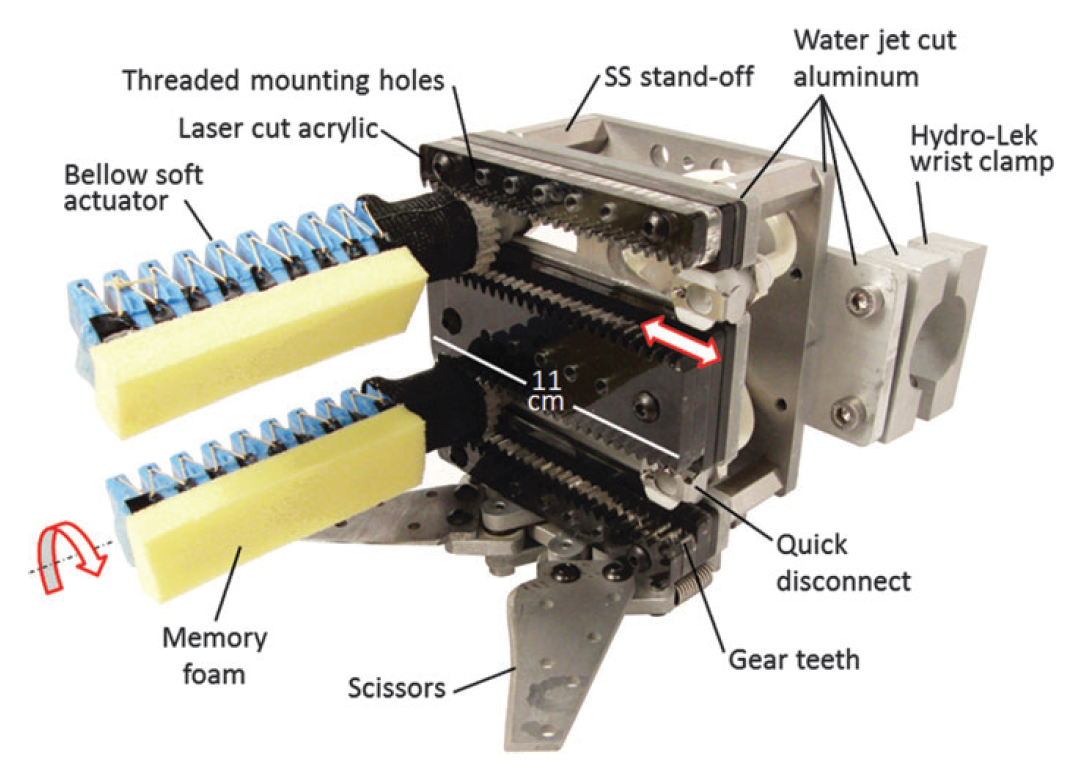 Water jet cut
aluminum
Threaded mounting holes
SS stand-off
Laser cut acrylic
Hydro-Lek
wrist clamp
Bellow soft
actuator
11
cm
Quick
disconnect
Memory
foam
Scissors
Gear teeth